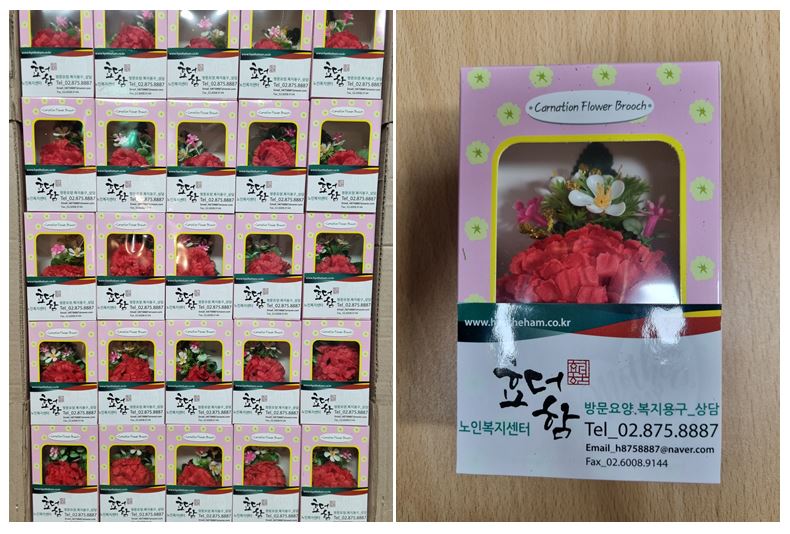 Carnation Flower Brooch
www.hyotheham.co.kr
효더함
노인복지센터
방문요양.복지용구_상담
Tel_02.875.8887
Email_h8758887@naver.com
Fax_02.6008.9144